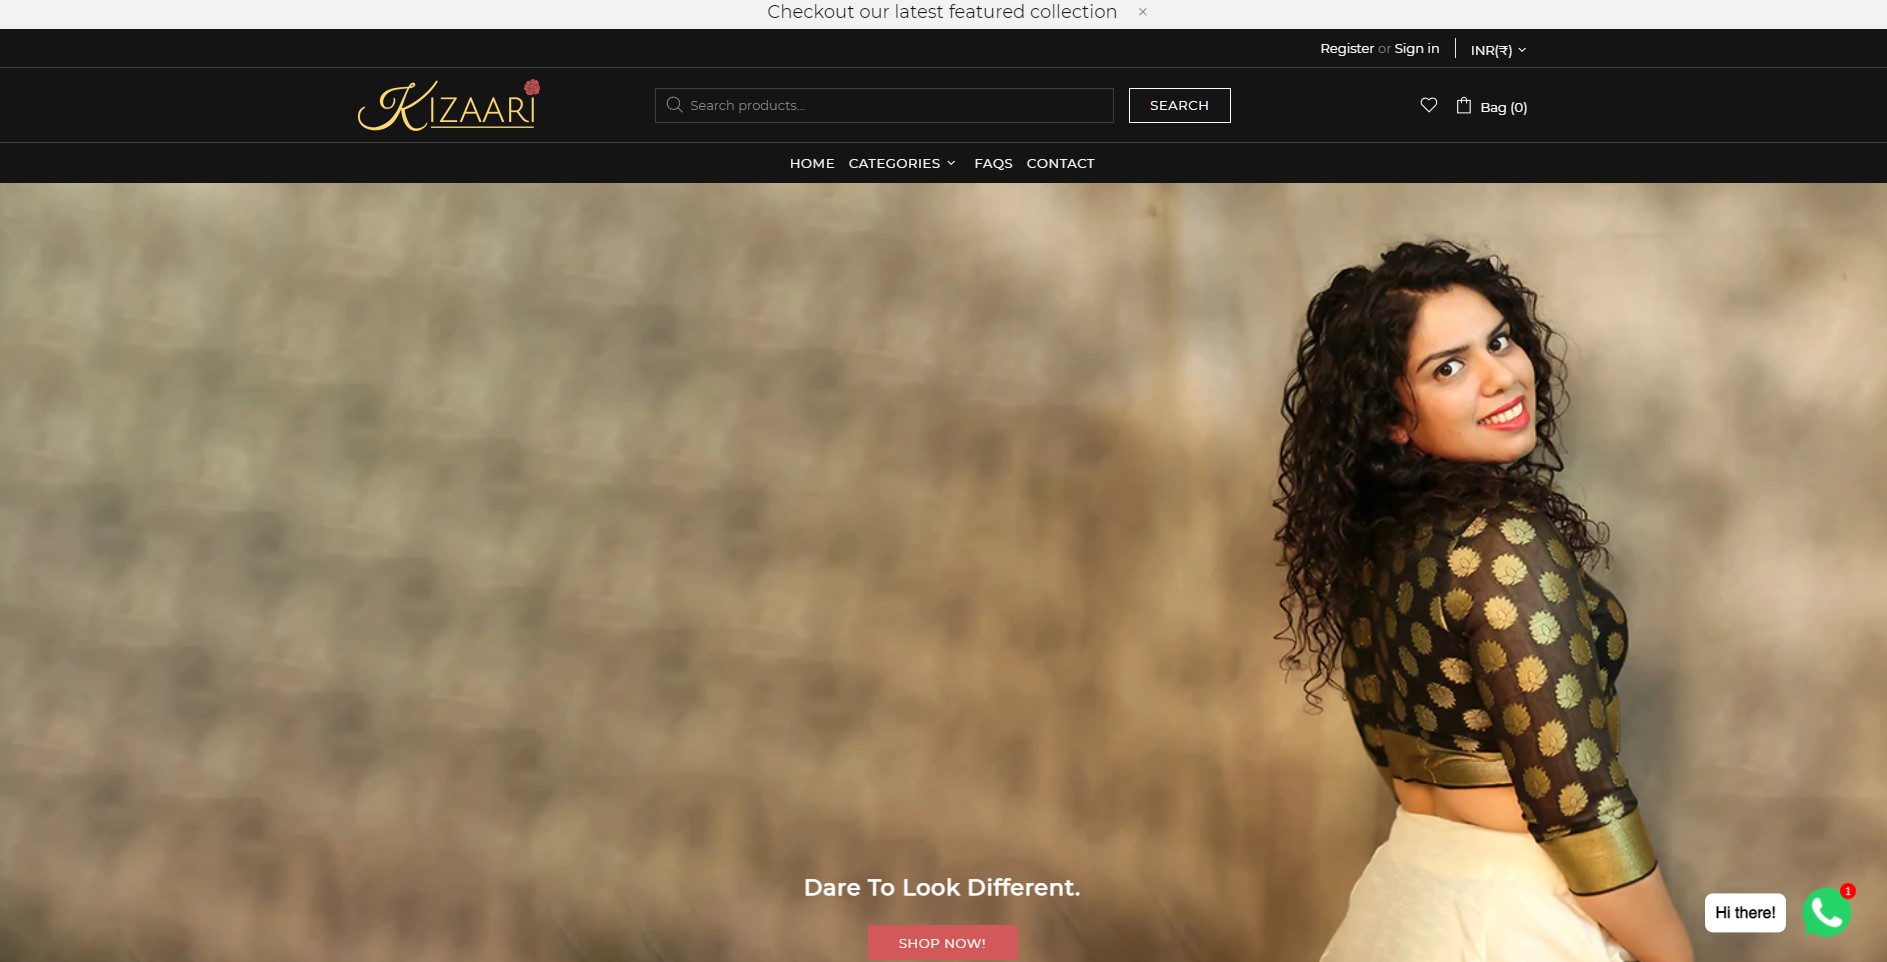 Checkout our latest featured collection ×
Register or Sign in
INR(₹)
KIZAARI
Search products...
SEARCH
Bag (0)
HOME CATEGORIES FAQS CONTACT
Dare To Look Different.
SHOP NOW!
Hi there!
1